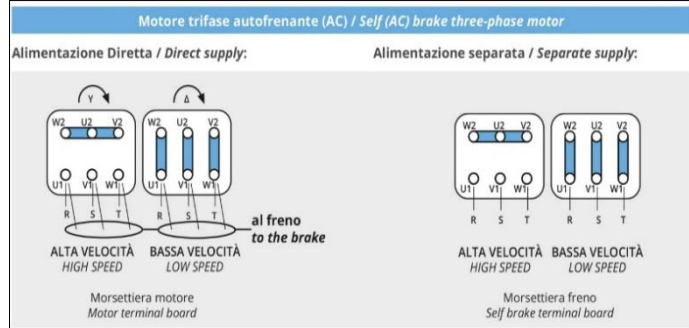 Motore trifase autofrenante (AC) / Self (AC) brake three-phase motor
Alimentazione Diretta / Direct supply:
Alimentazione separata / Separate supply:
Y Δ
W2 U2 V2 W2 U2 V2
U1 V1 W1 U1 V1 W1
R S T R S T
al freno
to the brake
ALTA VELOCITÀ BASSA VELOCITÀ
HIGH SPEED LOW SPEED
Morsettiera motore
Motor terminal board
W2 U2 V2 W2 U2 V2
U1 V1 W1 U1 V1 W1
R S T R S T
ALTA VELOCITÀ BASSA VELOCITÀ
HIGH SPEED LOW SPEED
Morsettiera freno
Self brake terminal board